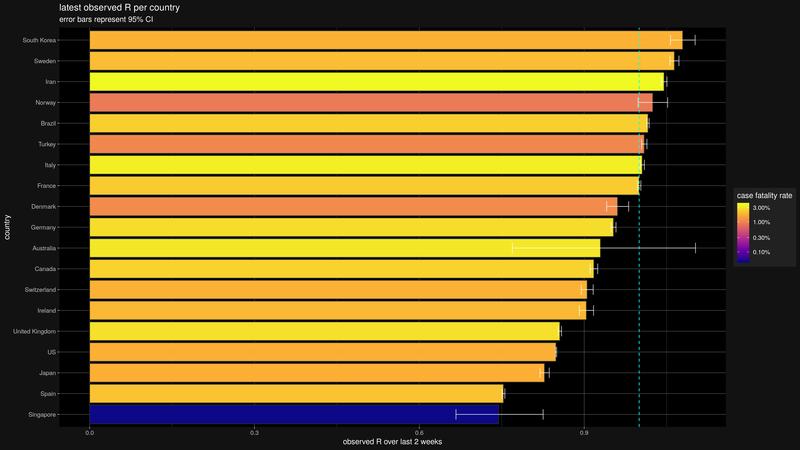 latest observed R per country
error bars represent 95% CI
country
South Korea
Sweden
Iran
Norway
Brazil
Turkey
Italy
France
Denmark
Germany
Australia
Canada
Switzerland
Ireland
United Kingdom
US
Japan
Spain
Singapore
0.0
0.3
0.6
0.9
observed R over last 2 weeks
case fatality rate
3.00%
1.00%
0.30%
0.10%